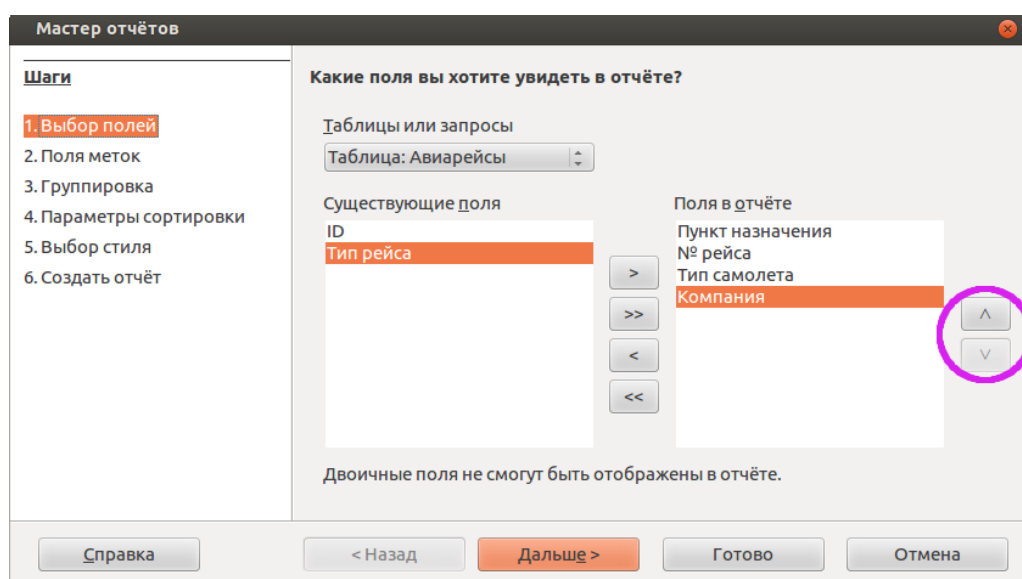 Мастер отчётов
Шаги
1. Выбор полей
2. Поля меток
3. Группировка
4. Параметры сортировки
5. Выбор стиля
6. Создать отчёт
Какие поля вы хотите увидеть в отчёте?
Таблицы или запросы
Таблица: Авиарейсы
Существующие поля
ID
Тип рейса
>
>>
<
<<
Поля в отчёте
Пункт назначения
№ рейса
Тип самолета
Компания
Двоичные поля не смогут быть отображены в отчёте.
Справка
< Назад
Дальше >
Готово
Отмена